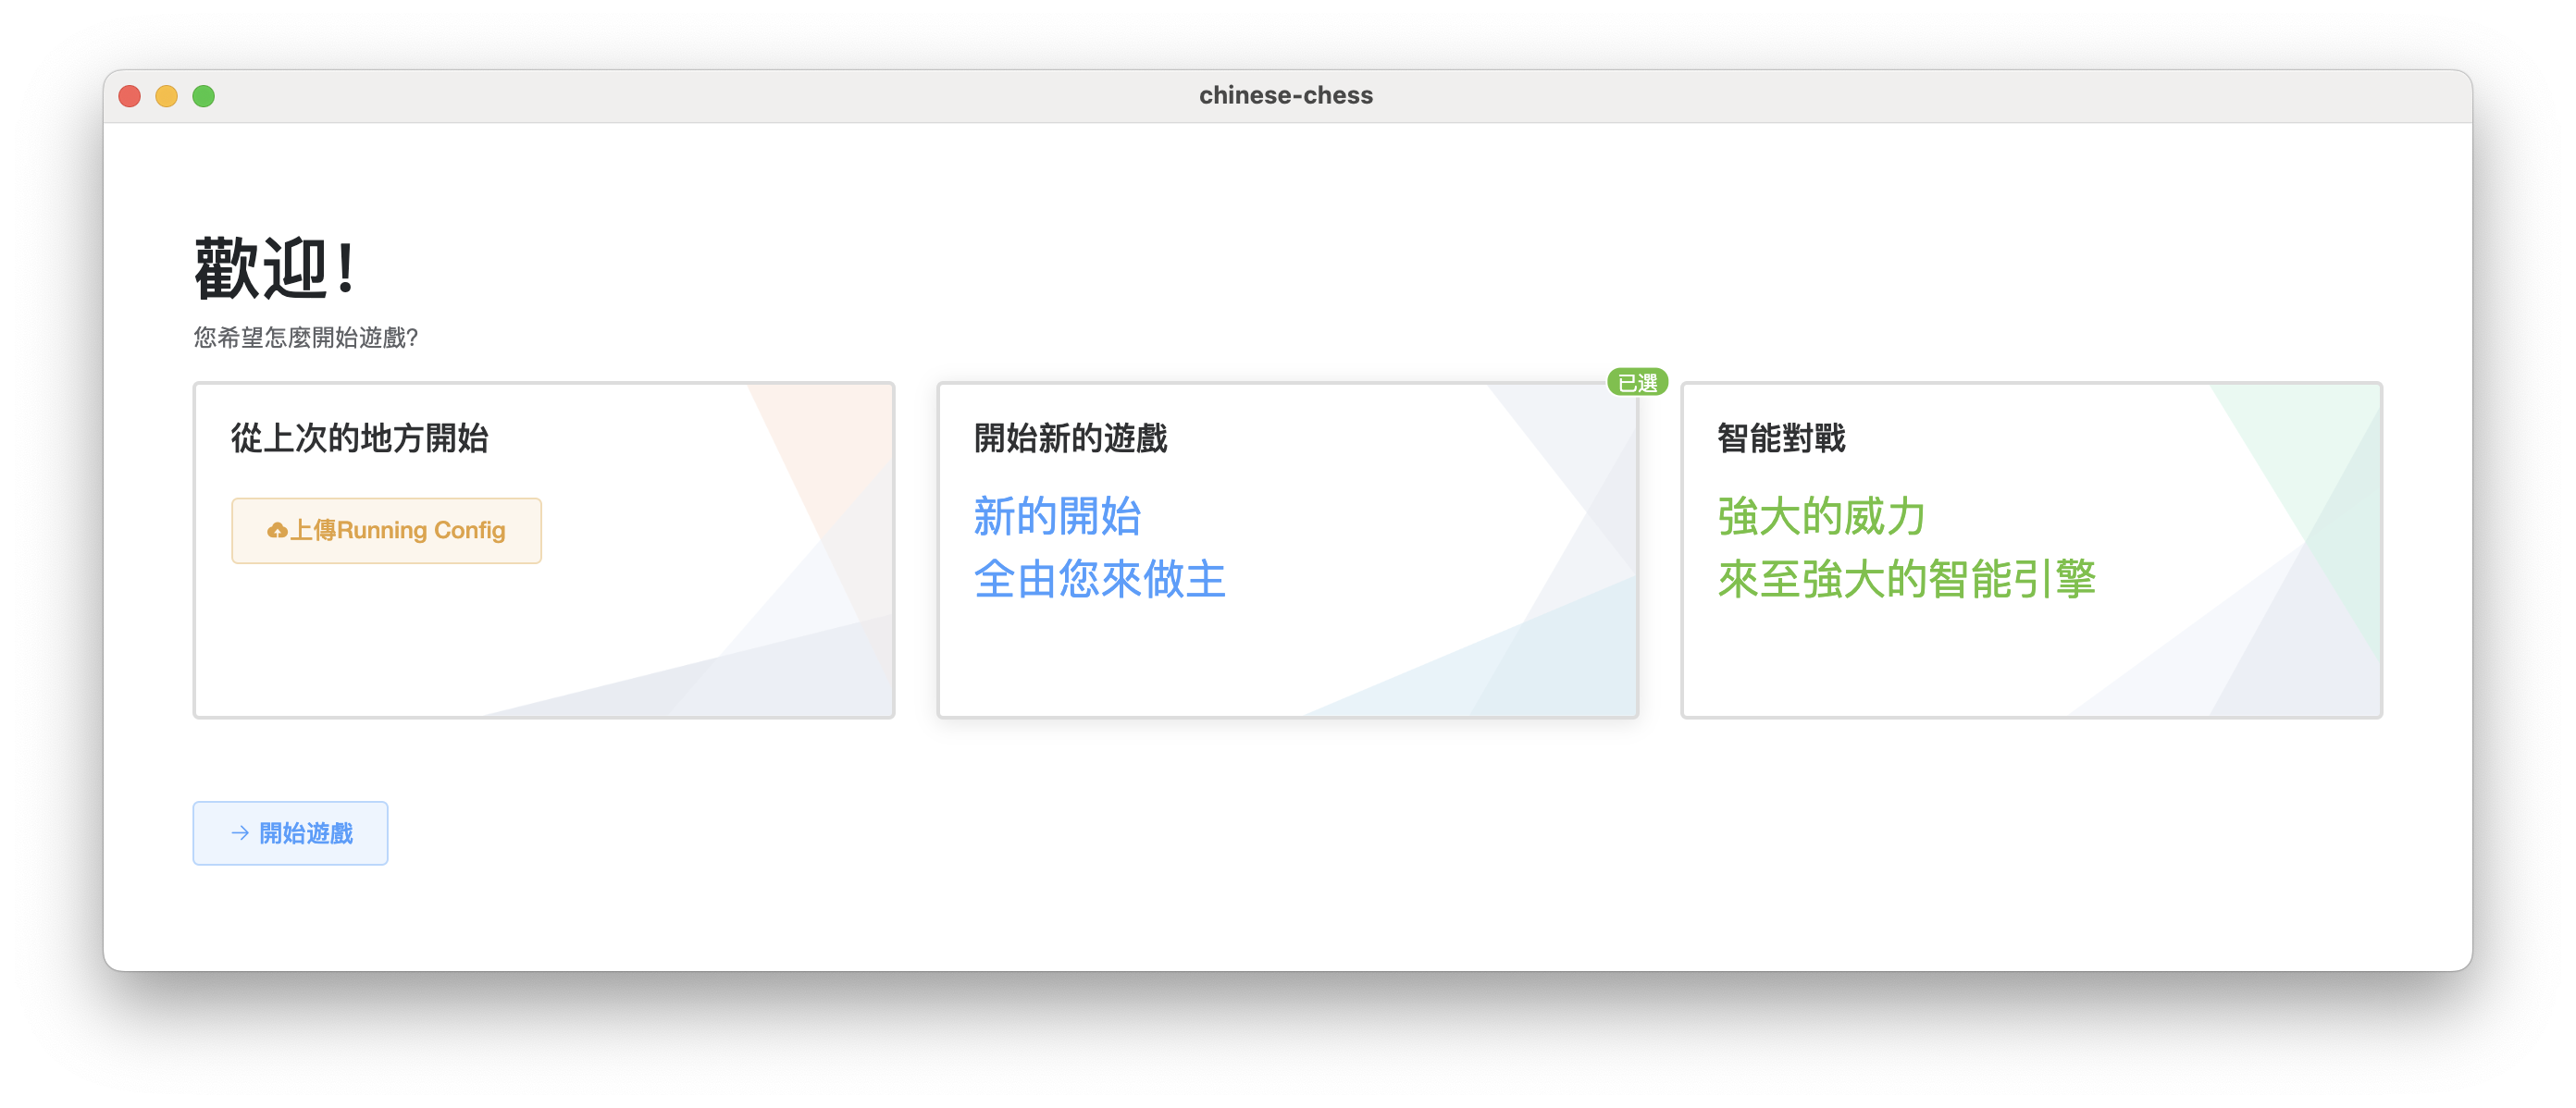 chinese-chess
歡迎!
您希望怎麼開始遊戲?
從上次的地方開始
上傳Running Config
已選
開始新的遊戲
新的開始
全由您來做主
智能對戰
強大的威力
來至強大的智能引擎
→ 開始遊戲